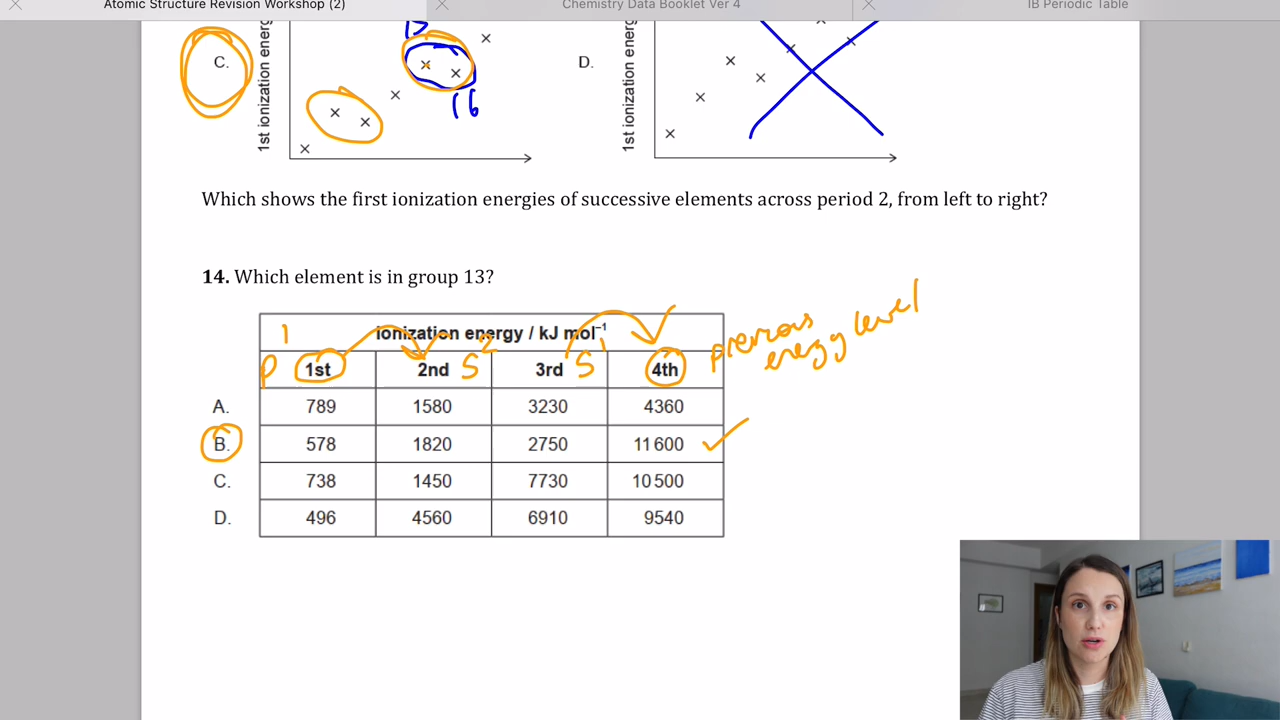 Atomic Structure Revision Workshop (2)
Chemistry Data Booklet Ver 4
IB Periodic Table
C.
1st ionization energ
15
16
D.
1st ionization energ
Which shows the first ionization energies of successive elements across period 2, from left to right?
14. Which element is in group 13?
1 Ionization energy / kJ mol⁻¹
p 1st 2nd s² 3rd s¹ 4th
previous
energy level
A. 789 1580 3230 4360
B. 578 1820 2750 11 600
C. 738 1450 7730 10 500
D. 496 4560 6910 9540